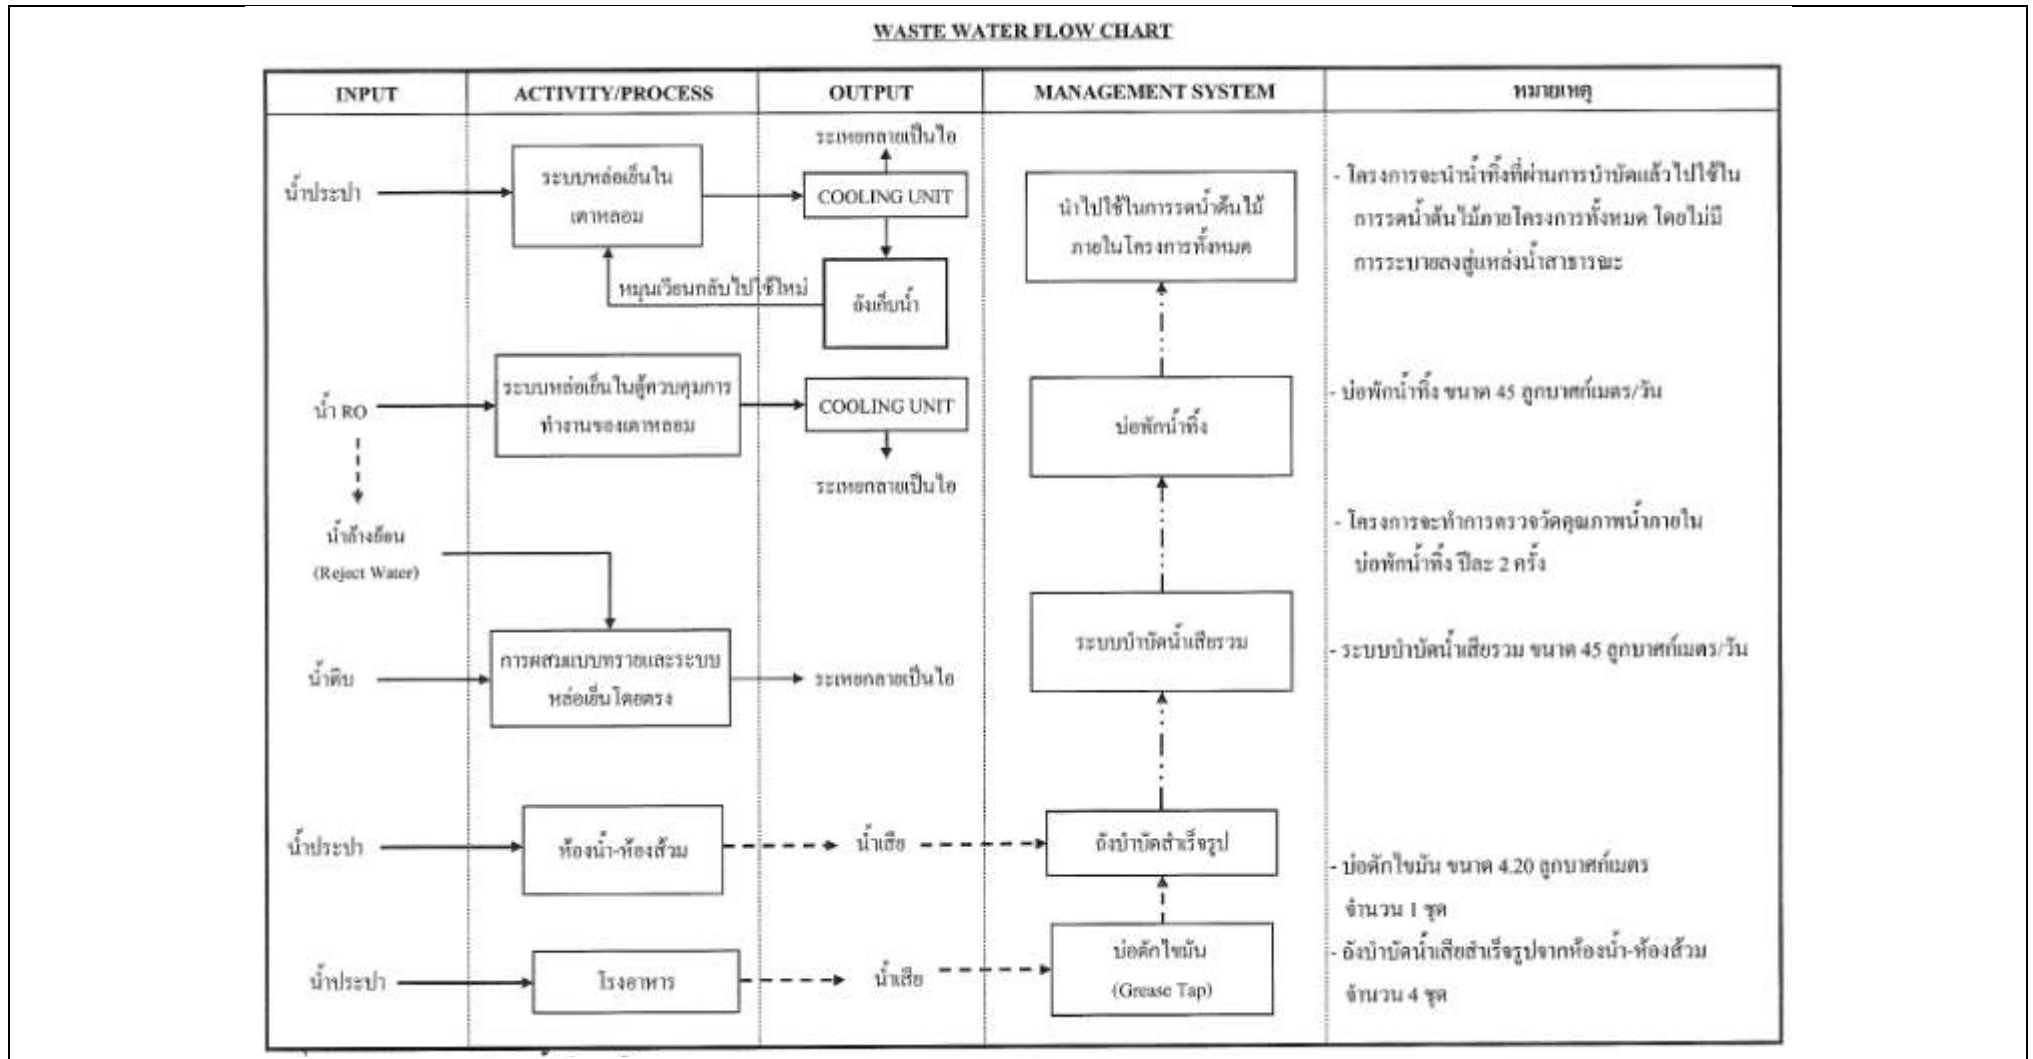 WASTE WATER FLOW CHART
INPUT
ACTIVITY/PROCESS
OUTPUT
MANAGEMENT SYSTEM
หมายเหตุ
น้ำประปา
ระบบหล่อเย็นใน
เตาหลอม
ระเหยกลายเป็นไอ
COOLING UNIT
ถังเก็บน้ำ
หมุนเวียนกลับไปใช้ใหม่
นำไปใช้ในการรดน้ำต้นไม้
ภายในโครงการทั้งหมด
- โครงการจะนำน้ำทิ้งที่ผ่านการบำบัดแล้วไปใช้ใน
การรดน้ำต้นไม้ภายโครงการทั้งหมด โดยไม่มี
การระบายลงสู่แหล่งน้ำสาธารณะ
น้ำ RO
ระบบหล่อเย็นในตู้ควบคุมการ
ทำงานของเตาหลอม
COOLING UNIT
ระเหยกลายเป็นไอ
บ่อพักน้ำทิ้ง
- บ่อพักน้ำทิ้ง ขนาด 45 ลูกบาศก์เมตร/วัน
น้ำล้างย้อน
(Reject Water)
- โครงการจะทำการตรวจวัดคุณภาพน้ำภายใน
บ่อพักน้ำทิ้ง ปีละ 2 ครั้ง
น้ำดิบ
การผสมแบบทรายและระบบ
หล่อเย็นโดยตรง
ระเหยกลายเป็นไอ
ระบบบำบัดน้ำเสียรวม
- ระบบบำบัดน้ำเสียรวม ขนาด 45 ลูกบาศก์เมตร/วัน
น้ำประปา
ห้องน้ำ-ห้องส้วม
น้ำเสีย
ถังบำบัดสำเร็จรูป
- บ่อดักไขมัน ขนาด 4.20 ลูกบาศก์เมตร
จำนวน 1 ชุด
น้ำประปา
โรงอาหาร
น้ำเสีย
บ่อดักไขมัน
(Grease Tap)
- ถังบำบัดน้ำเสียสำเร็จรูปจากห้องน้ำ-ห้องส้วม
จำนวน 4 ชุด